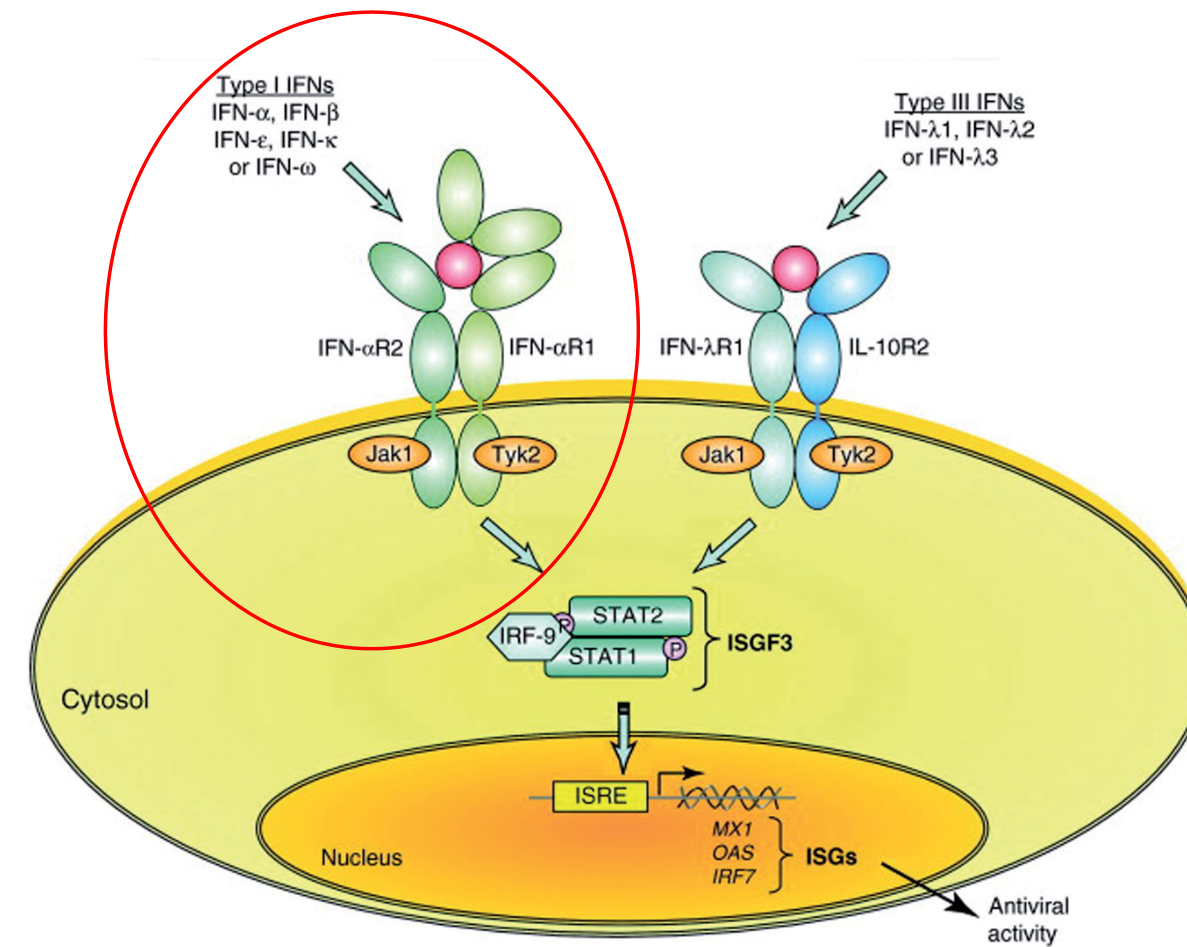 Type I IFNs
IFN-α, IFN-β
IFN-ε, IFN-κ
or IFN-ω
Type III IFNs
IFN-λ1, IFN-λ2
or IFN-λ3
IFN-αR2
IFN-αR1
IFN-λR1
IL-10R2
Jak1
Tyk2
Jak1
Tyk2
IRF-9
P
STAT2
STAT1
P
ISGF3
Cytosol
ISRE
Nucleus
MX1
OAS
IRF7
ISGs
Antiviral
activity